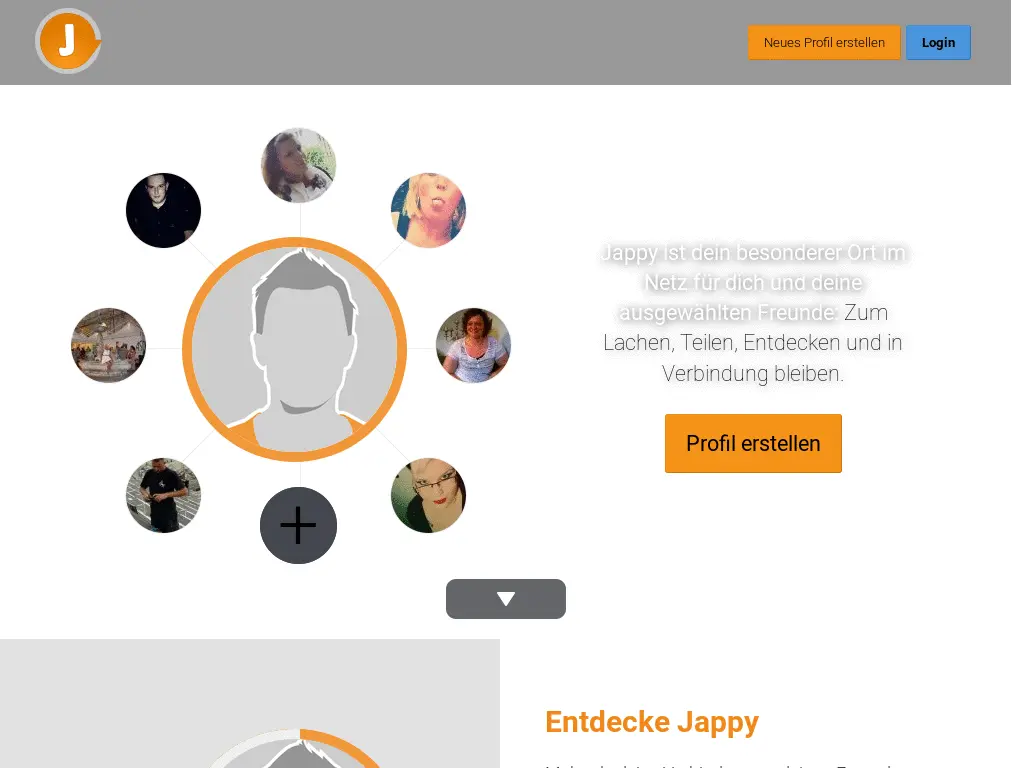 J
Neues Profil erstellen
Login
Jappy ist dein besonderer Ort im
Netz für dich und deine
ausgewählten Freunde: Zum
Lachen, Teilen, Entdecken und in
Verbindung bleiben.
Profil erstellen
Entdecke Jappy